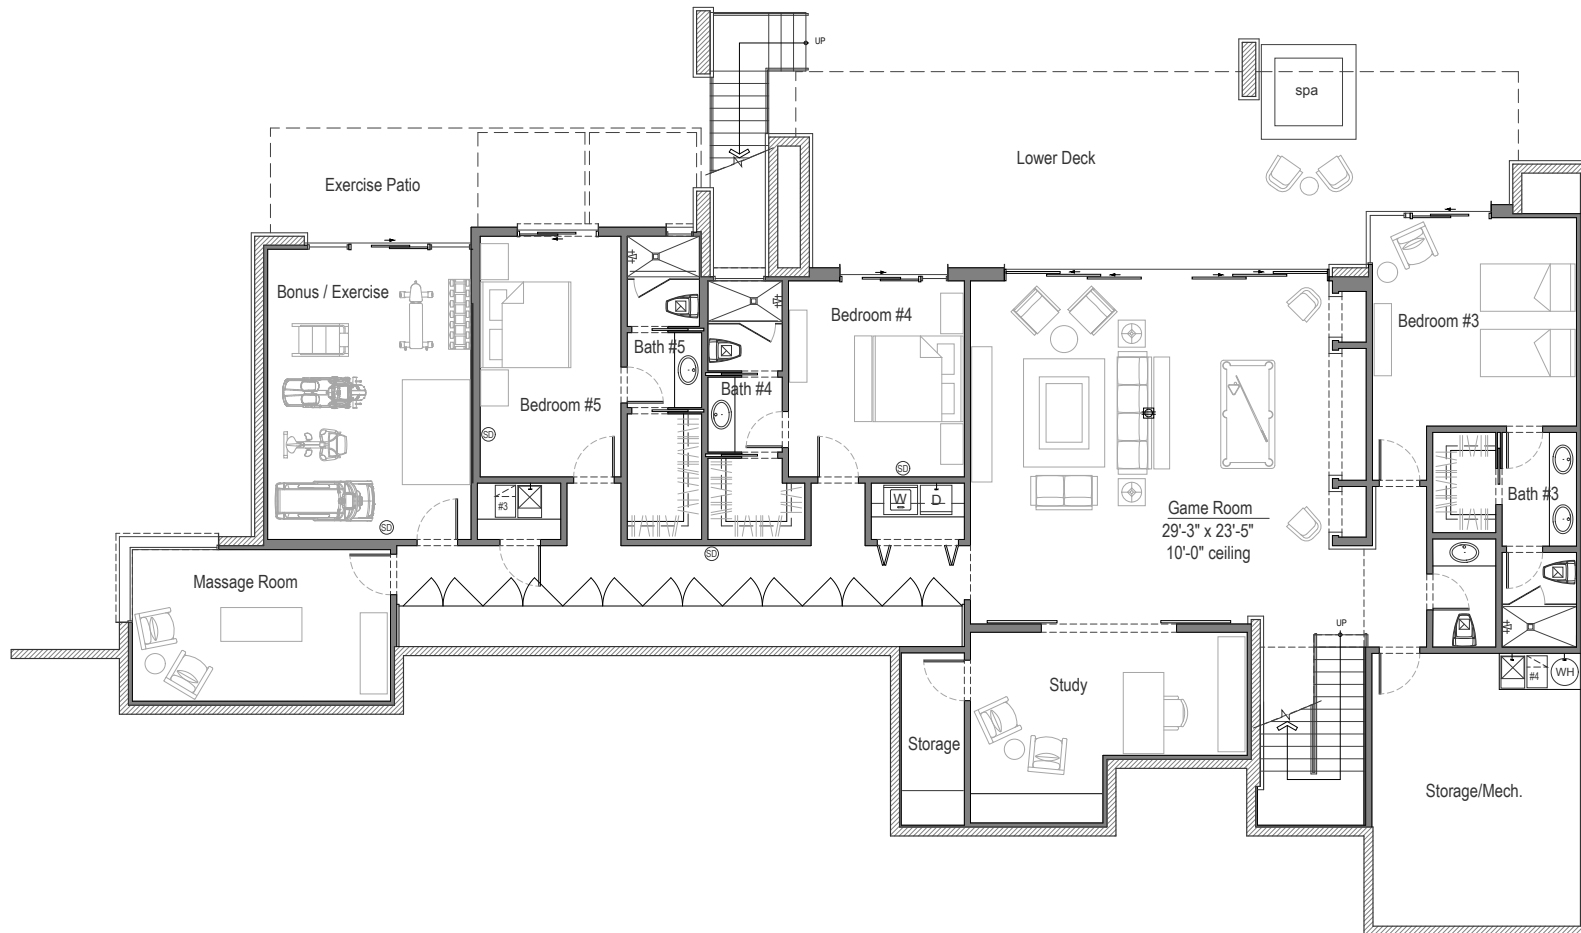 UP
spa
Lower Deck
Exercise Patio
Bonus / Exercise
Bedroom #4
Bedroom #3
Bath #5
Bath #4
Bedroom #5
SD
SD
W
D
#3
Bath #3
Game Room
29'-3" x 23'-5"
10'-0" ceiling
SD
SD
Massage Room
UP
#4
WH
Study
Storage
Storage/Mech.